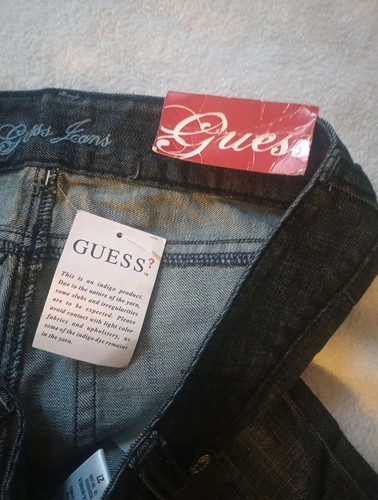 Guess
Guess Jeans
GUESS?
This is an indigo product.
Due to the nature of the yarn,
some slubs and irregularities
are to be expected. Please
avoid contact with light color
fabrics and upholstery, as
some of the indigo dye remains
in the yarn.